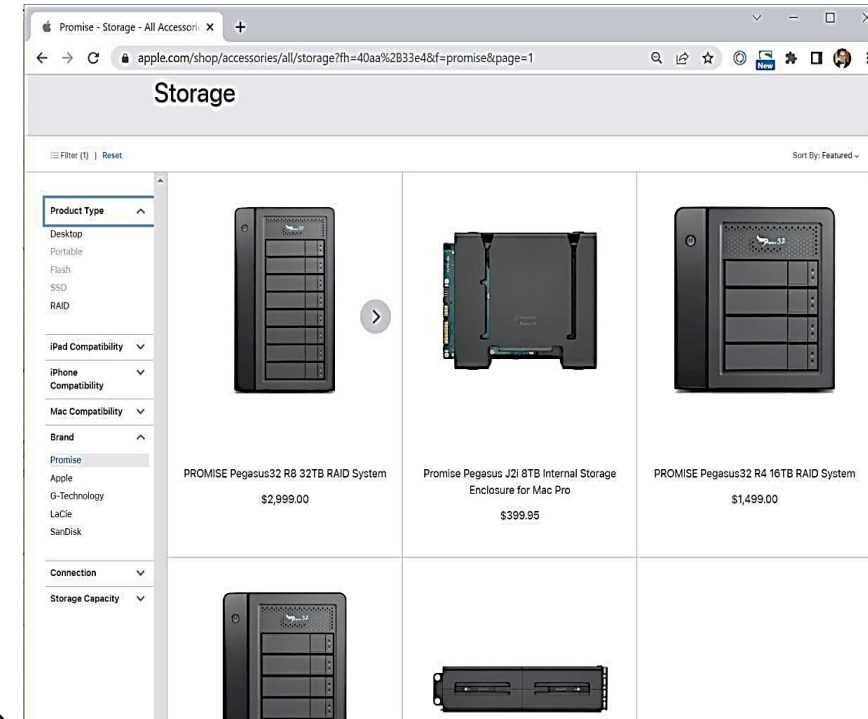 Promise - Storage - All Accessori
apple.com/shop/accessories/all/storage?fh=40aa%2B33e4&f=promise&page=1
New
Storage
Filter (1) | Reset
Sort By: Featured
Product Type
Desktop
Portable
Flash
SSD
RAID
iPad Compatibility
iPhone
Compatibility
Mac Compatibility
Brand
Promise
Apple
G-Technology
LaCie
SanDisk
Connection
Storage Capacity
PROMISE Pegasus32 R8 32TB RAID System
$2,999.00
Promise Pegasus J2i 8TB Internal Storage
Enclosure for Mac Pro
$399.95
PROMISE Pegasus32 R4 16TB RAID System
$1,499.00